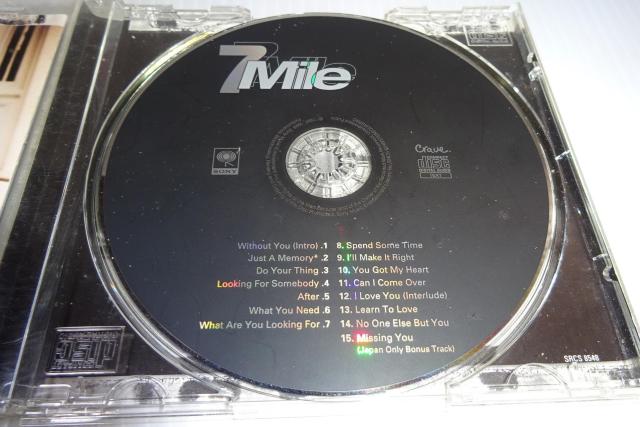 7Mile
SONY
Crave.
COMPACT
disc
DIGITAL AUDIO
TEXT
Without You (Intro) .1
Just A Memory* .2
Do Your Thing .3
Looking For Somebody .4
After .5
What You Need .6
What Are You Looking For .7
8. Spend Some Time
9. I'll Make It Right
10. You Got My Heart
11. Can I Come Over
12. I Love You (Interlude)
13. Learn To Love
14. No One Else But You
15. Missing You
(Japan Only Bonus Track)
SRCS 8548